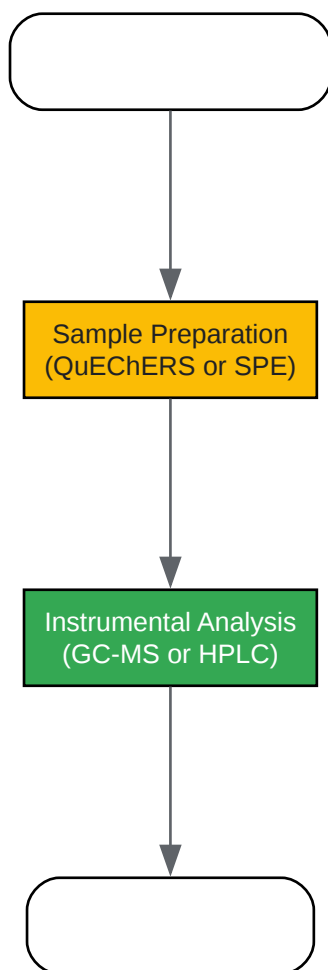 Sample Preparation
(QuEChERS or SPE)
Instrumental Analysis
(GC-MS or HPLC)